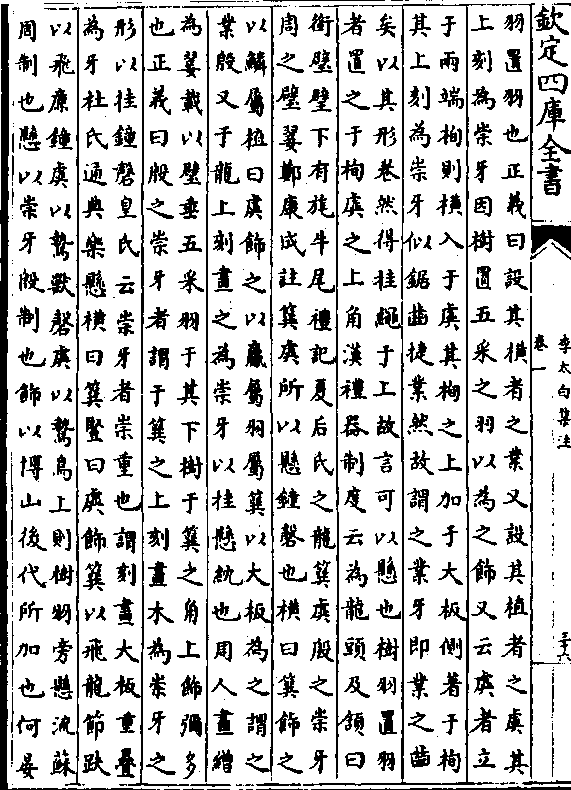 欽定四庫全書
李太白集注
卷一
三十八
羽置羽也正義曰設其横者之業又設其植者之虡其
上刻為崇牙因樹置五采之羽以為之飾又云虡者立
于兩端栒則横入于虡其栒之上加于大板側著于栒
其上刻為崇牙似鋸齒捷業然故謂之業牙即業之齒
矣以其形卷然得挂繩于上故言可以懸也樹羽置羽
者置之于栒虡之上角漢禮器制度云為龍頭及頷曰
銜璧璧下有旄牛尾禮記夏后氏之龍簨虡殷之崇牙
周之璧翣鄭康成註簨虡所以懸鐘磬也横曰簨飾之
以鱗屬植曰虡飾之以臝屬羽屬簨以大板為之謂之
業殷又于龍上刻畫之為崇牙以挂懸紞也周人畫繒
為翣載以璧垂五采羽于其下樹于簨之角上飾彌多
也正義曰殷之崇牙者謂于簨之上刻畫木為崇牙之
形以挂鐘磬皇氏云崇牙者崇重也謂刻畫大板重疊
為牙杜氏通典樂懸横曰簨豎曰虡飾簨以飛龍節趺
以飛廉鐘虡以鷙獸磬虡以鷙鳥上則樹羽旁懸流蘇
周制也懸以崇牙殷制也飾以博山後代所加也何晏